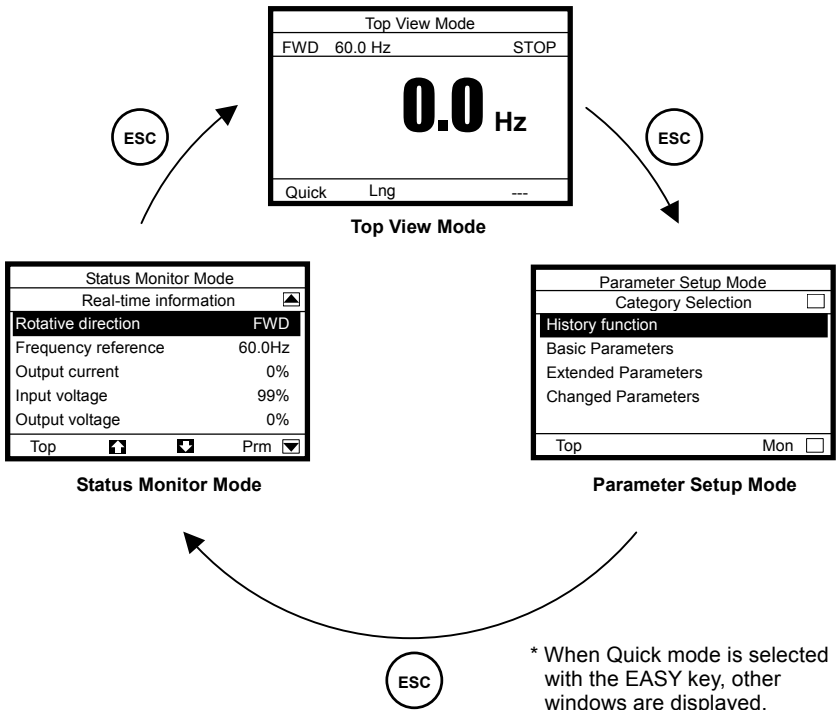 Top View Mode
FWD 60.0 Hz STOP
0.0 Hz
Quick Lng ---
Top View Mode
ESC
ESC
Status Monitor Mode
Real-time information
Rotative direction FWD
Frequency reference 60.0Hz
Output current 0%
Input voltage 99%
Output voltage 0%
Top Prm
Status Monitor Mode
Parameter Setup Mode
Category Selection
History function
Basic Parameters
Extended Parameters
Changed Parameters
Top Mon
Parameter Setup Mode
ESC
* When Quick mode is selected
with the EASY key, other
windows are displayed.